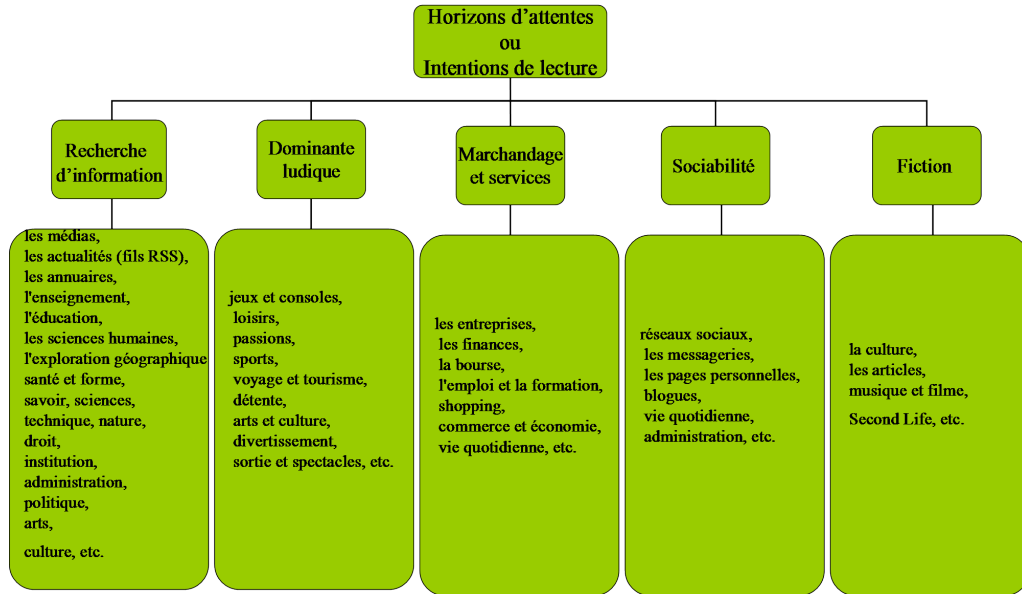 Horizons d'attentes
ou
Intentions de lecture
Recherche
d'information
Dominante
ludique
Marchandage
et services
Sociabilité
Fiction
les médias,
les actualités (fils RSS),
les annuaires,
l'enseignement,
l'éducation,
les sciences humaines,
l'exploration géographique
santé et forme,
savoir, sciences,
technique, nature,
droit,
institution,
administration,
politique,
arts,
culture, etc.
jeux et consoles,
loisirs,
passions,
sports,
voyage et tourisme,
détente,
arts et culture,
divertissement,
sortie et spectacles, etc.
les entreprises,
les finances,
la bourse,
l'emploi et la formation,
shopping,
commerce et économie,
vie quotidienne, etc.
réseaux sociaux,
les messageries,
les pages personnelles,
blogues,
vie quotidienne,
administration, etc.
la culture,
les articles,
musique et filme,
Second Life, etc.